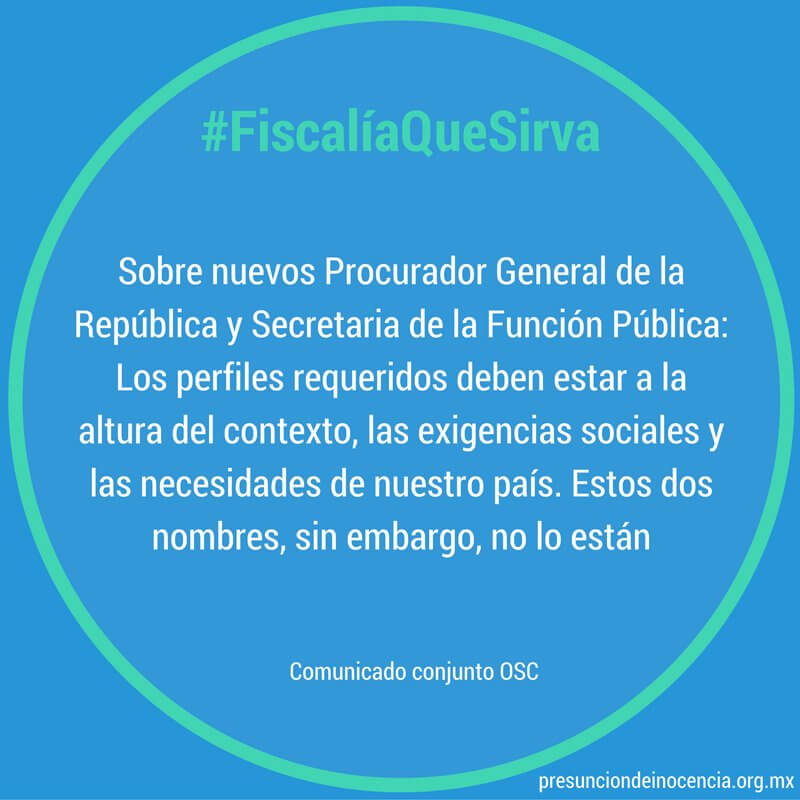 #FiscalíaQueSirva
Sobre nuevos Procurador General de la
República y Secretaria de la Función Pública:
Los perfiles requeridos deben estar a la
altura del contexto, las exigencias sociales y
las necesidades de nuestro país. Estos dos
nombres, sin embargo, no lo están
Comunicado conjunto OSC
presunciondeinocencia.org.mx